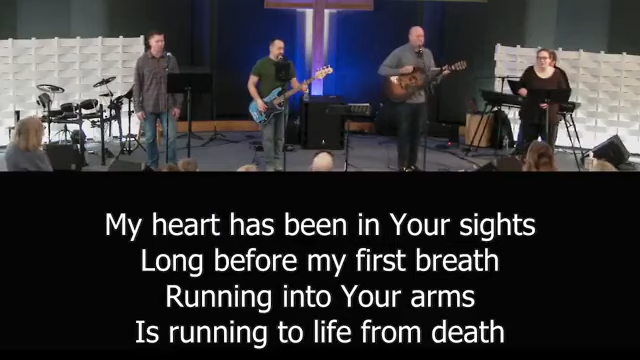 My heart has been in Your sights
Long before my first breath
Running into Your arms
Is running to life from death